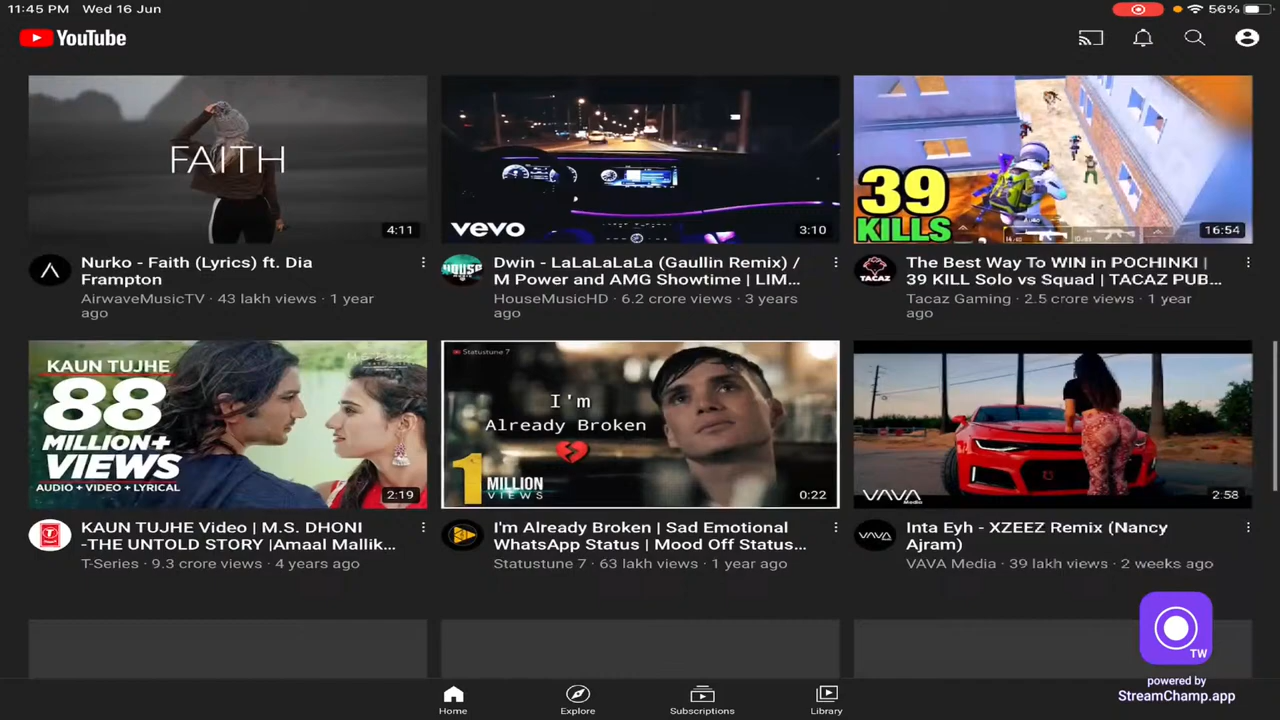 11:45 PM Wed 16 Jun
56%
YouTube
FAITH
4:11
vevo
3:10
39
KILLS
16:54
Nurko - Faith (Lyrics) ft. Dia
Frampton
AirwaveMusicTV · 43 lakh views · 1 year
ago
HOUSE
Dwin - LaLaLaLaLa (Gaullin Remix) /
M Power and AMG Showtime | LIM...
HouseMusicHD · 6.2 crore views · 3 years
ago
TACAZ
The Best Way To WIN in POCHINKI |
39 KILL Solo vs Squad | TACAZ PUB...
Tacaz Gaming · 2.5 crore views · 1 year
ago
KAUN TUJHE
88
MILLION+
VIEWS
AUDIO + VIDEO + LYRICAL
2:19
Statustune 7
I'm
Already Broken
1 MILLION
VIEWS
0:22
VAVA
Media
2:58
KAUN TUJHE Video | M.S. DHONI
-THE UNTOLD STORY |Amaal Mallik...
T-Series · 9.3 crore views · 4 years ago
I'm Already Broken | Sad Emotional
WhatsApp Status | Mood Off Status...
Statustune 7 · 63 lakh views · 1 year ago
VAVA
Inta Eyh - XZEEZ Remix (Nancy
Ajram)
VAVA Media · 39 lakh views · 2 weeks ago
TW
powered by
StreamChamp.app
Home
Explore
Subscriptions
Library